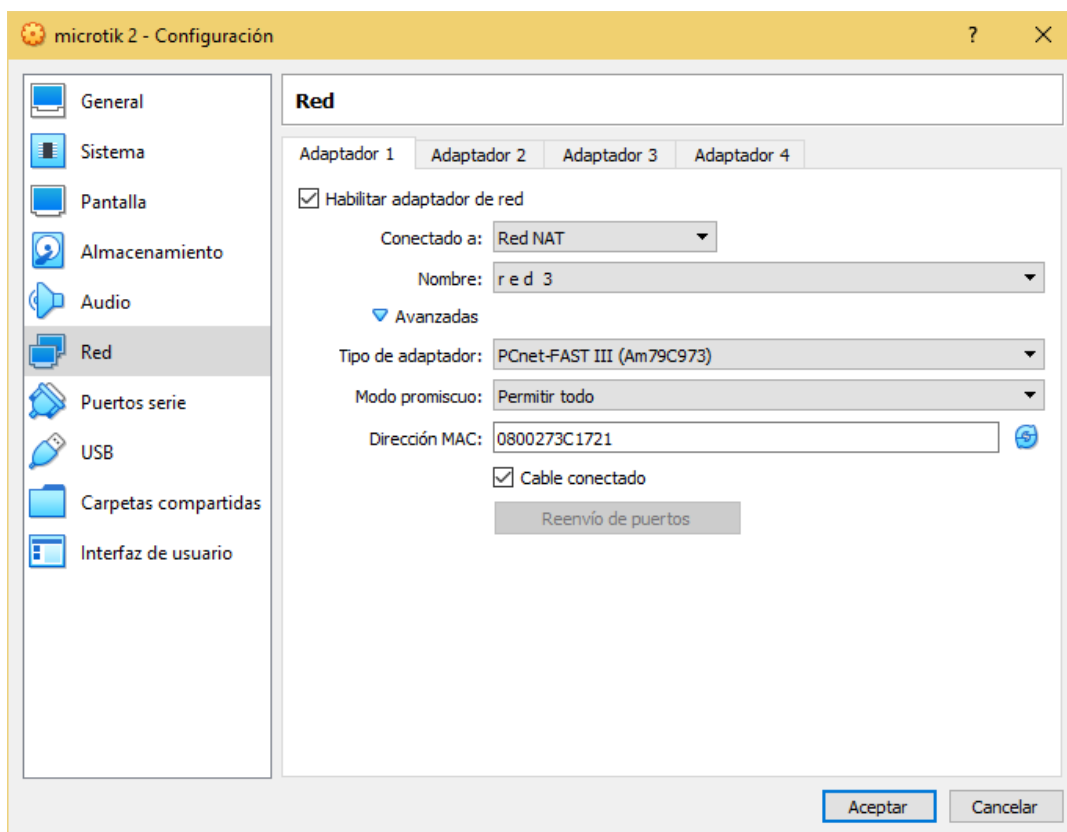 microtik 2 - Configuración ?
General
Sistema
Pantalla
Almacenamiento
Audio
Red
Puertos serie
USB
Carpetas compartidas
Interfaz de usuario
Red
Adaptador 1 Adaptador 2 Adaptador 3 Adaptador 4
Habilitar adaptador de red
Conectado a: Red NAT
Nombre: r e d 3
Avanzadas
Tipo de adaptador: PCnet-FAST III (Am79C973)
Modo promiscuo: Permitir todo
Dirección MAC: 0800273C1721
Cable conectado
Reenvío de puertos
Aceptar Cancelar